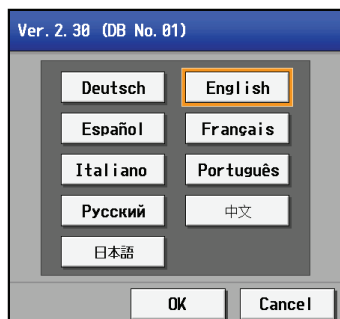 Ver. 2.30 (DB No. 01)
Deutsch English
Español Français
Italiano Português
Русский 中文
日本語
OK Cancel